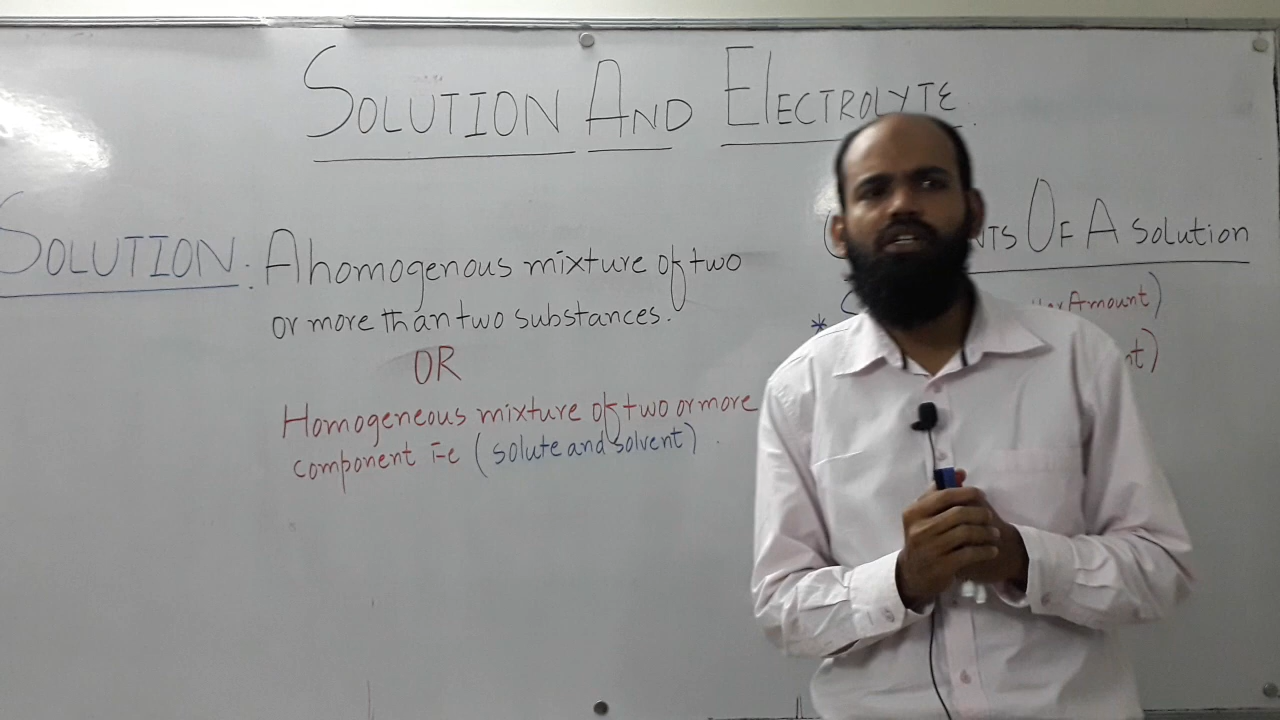 SOLUTION AND ELECTROLYTE.
SOLUTION: A homogenous mixture of two
or more than two substances.
OR
Homogeneous mixture of two or more
component i-e (solute and solvent).
OF A Solution
Amount)